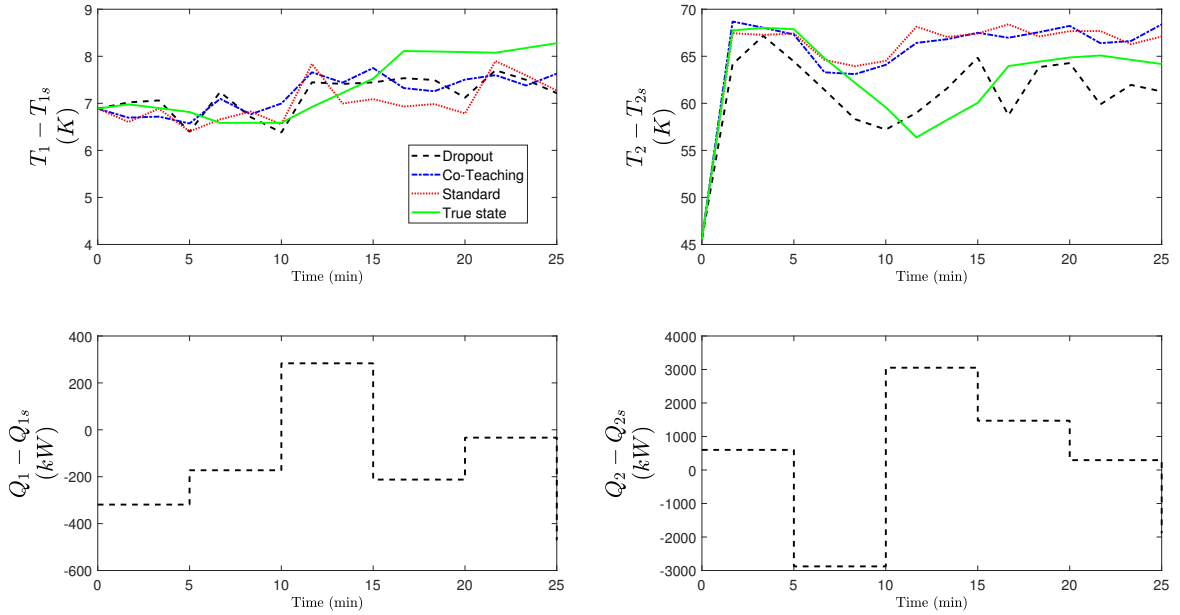 9
8
7
6
5
4
T₁ − T₁ₛ
(K)
0 5 10 15 20 25
Time (min)
Dropout
Co-Teaching
Standard
True state
70
65
60
55
50
45
T₂ − T₂ₛ
(K)
0 5 10 15 20 25
Time (min)
400
200
0
-200
-400
-600
Q₁ − Q₁ₛ
(kW)
0 5 10 15 20 25
Time (min)
4000
3000
2000
1000
0
-1000
-2000
-3000
Q₂ − Q₂ₛ
(kW)
0 5 10 15 20 25
Time (min)